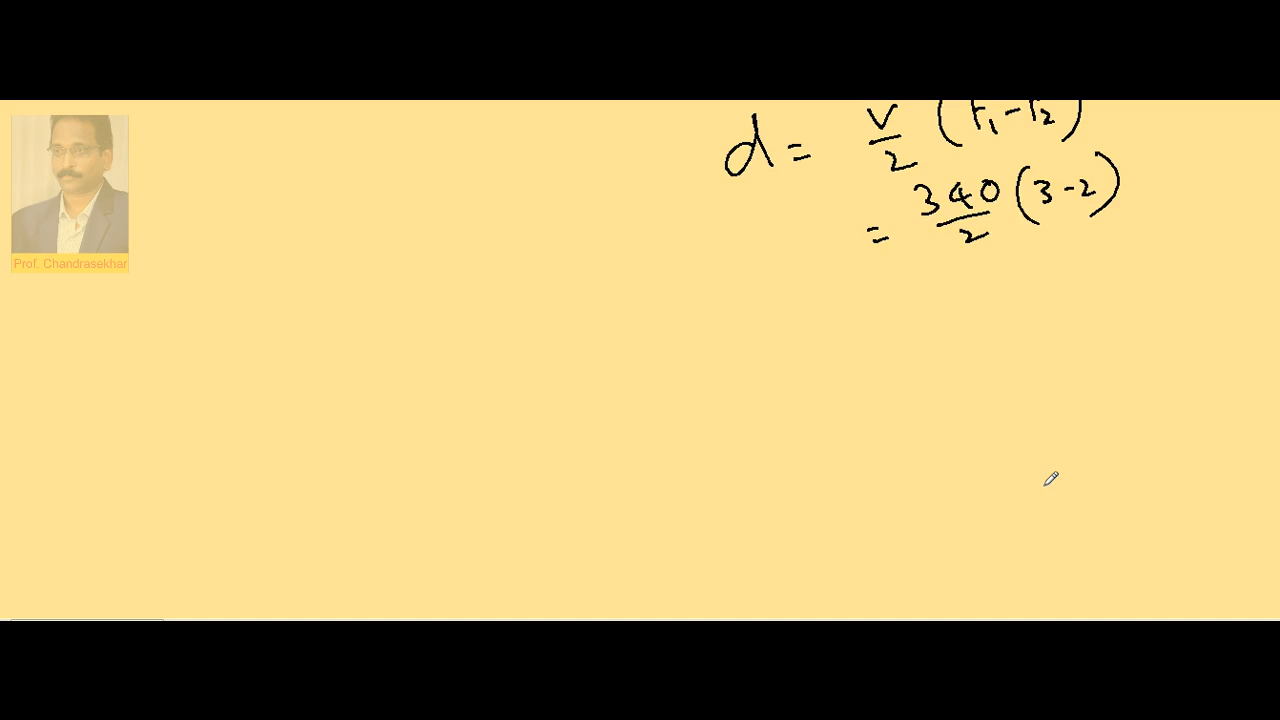 d = v/2 (t₁ - t₂)
= 340/2 (3 - 2)
Prof. Chandrasekhar